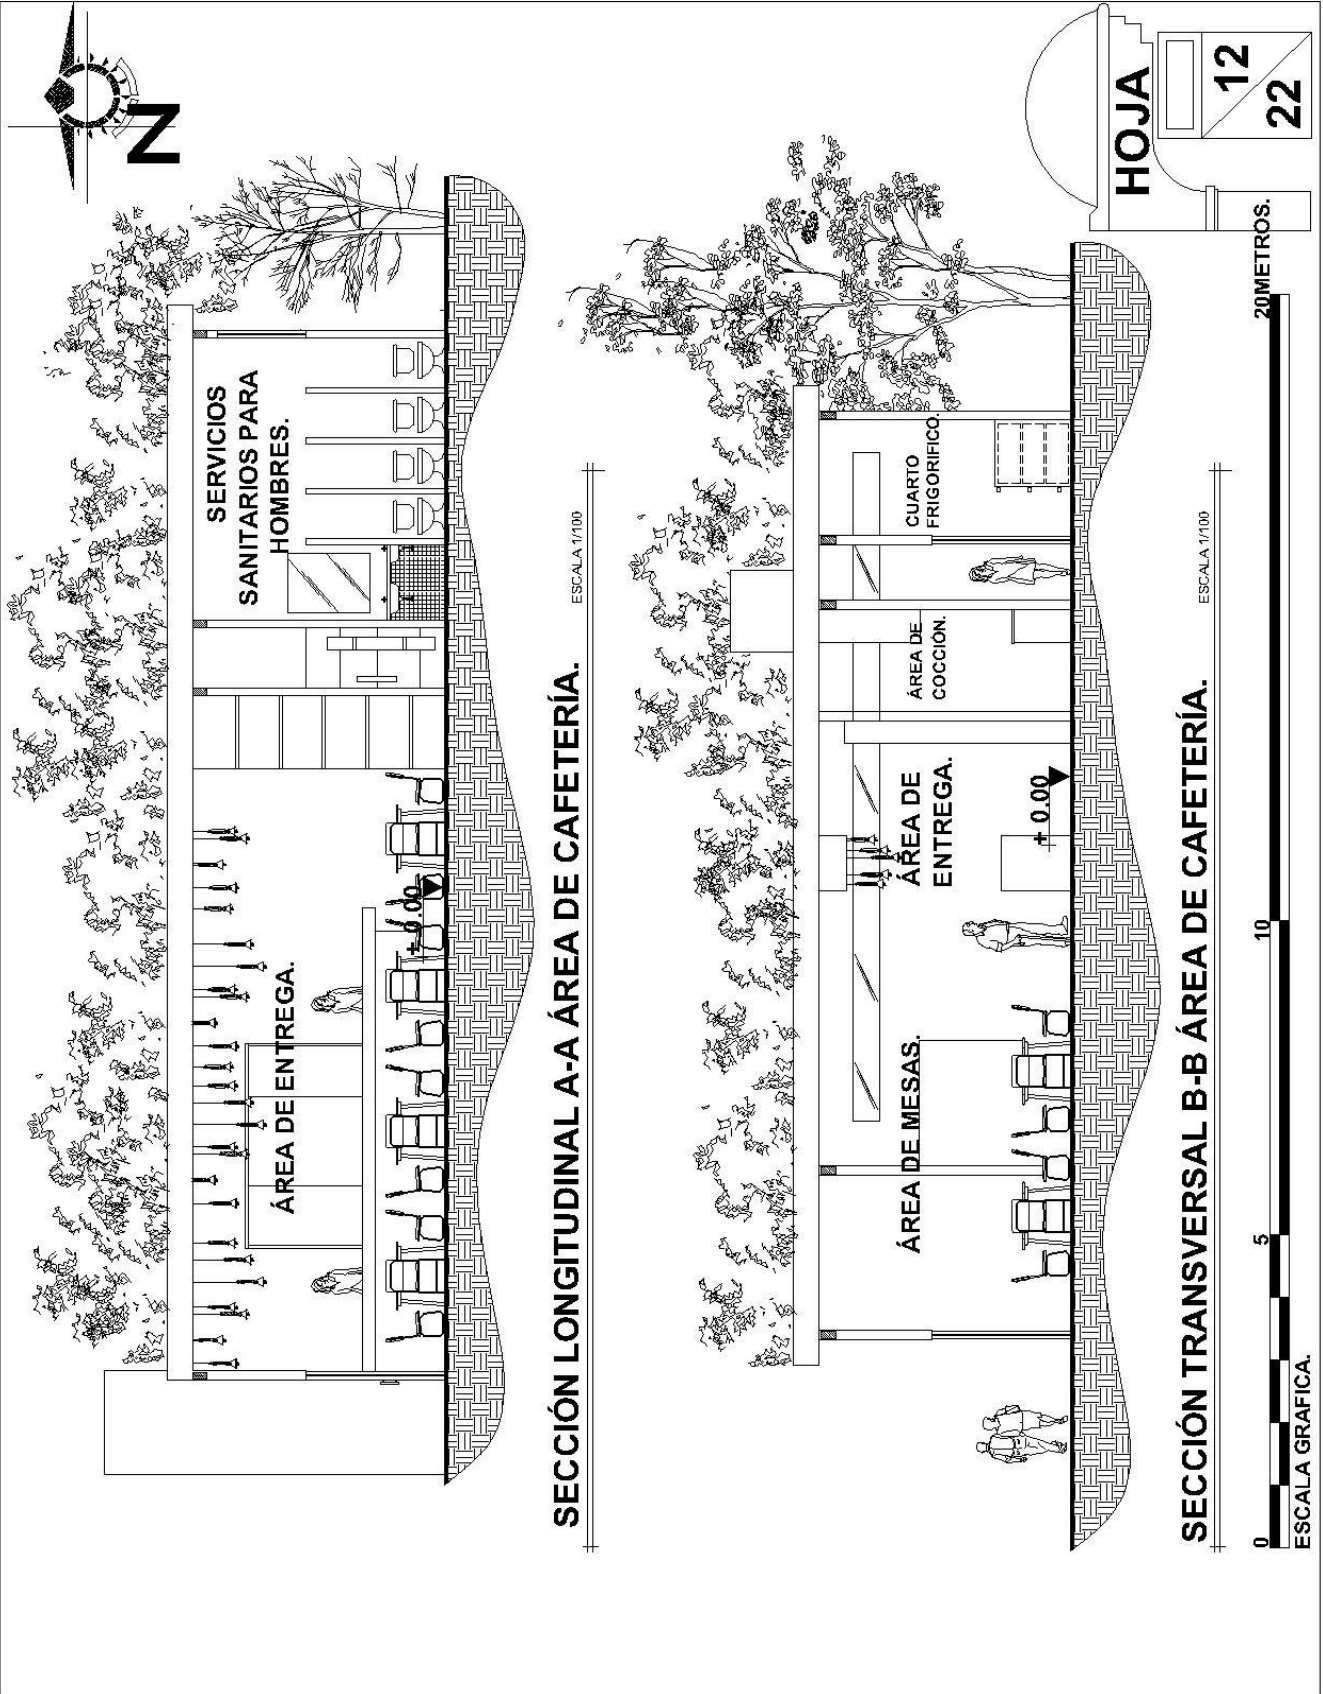 N
SERVICIOS
SANITARIOS PARA
HOMBRES.
ÁREA DE ENTREGA.
+ 0.00
SECCIÓN LONGITUDINAL A-A ÁREA DE CAFETERÍA.
ESCALA 1/100
ÁREA DE MESAS.
ÁREA DE
ENTREGA.
+ 0.00
ÁREA DE
COCCIÓN.
CUARTO
FRIGORIFICO.
SECCIÓN TRANSVERSAL B-B ÁREA DE CAFETERÍA.
ESCALA 1/100
0
5
10
20 METROS.
ESCALA GRAFICA.
HOJA
12
22